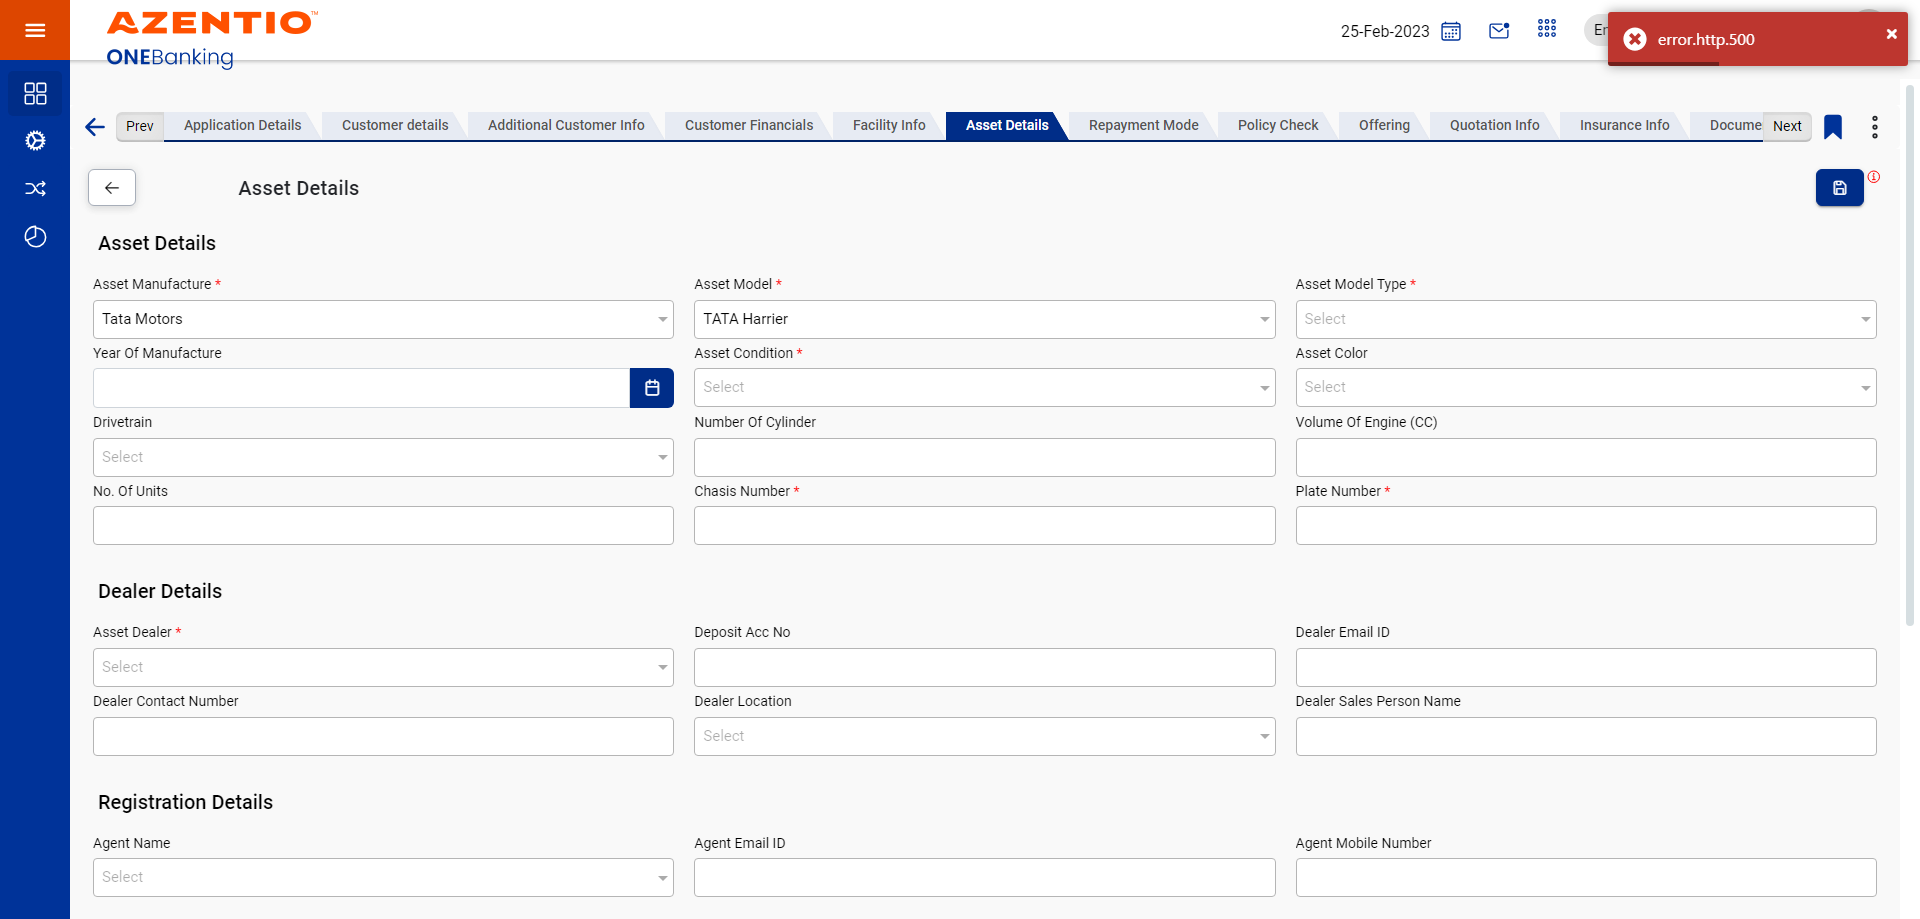 AZENTIO™
ONEBanking
25-Feb-2023
error.http.500
Prev
Application Details
Customer details
Additional Customer Info
Customer Financials
Facility Info
Asset Details
Repayment Mode
Policy Check
Offering
Quotation Info
Insurance Info
Docume
Next
Asset Details
Asset Details
Asset Manufacture *
Asset Model *
Asset Model Type *
Tata Motors
TATA Harrier
Select
Year Of Manufacture
Asset Condition *
Asset Color
Select
Select
Drivetrain
Number Of Cylinder
Volume Of Engine (CC)
Select
No. Of Units
Chasis Number *
Plate Number *
Dealer Details
Asset Dealer *
Deposit Acc No
Dealer Email ID
Select
Dealer Contact Number
Dealer Location
Dealer Sales Person Name
Select
Registration Details
Agent Name
Agent Email ID
Agent Mobile Number
Select